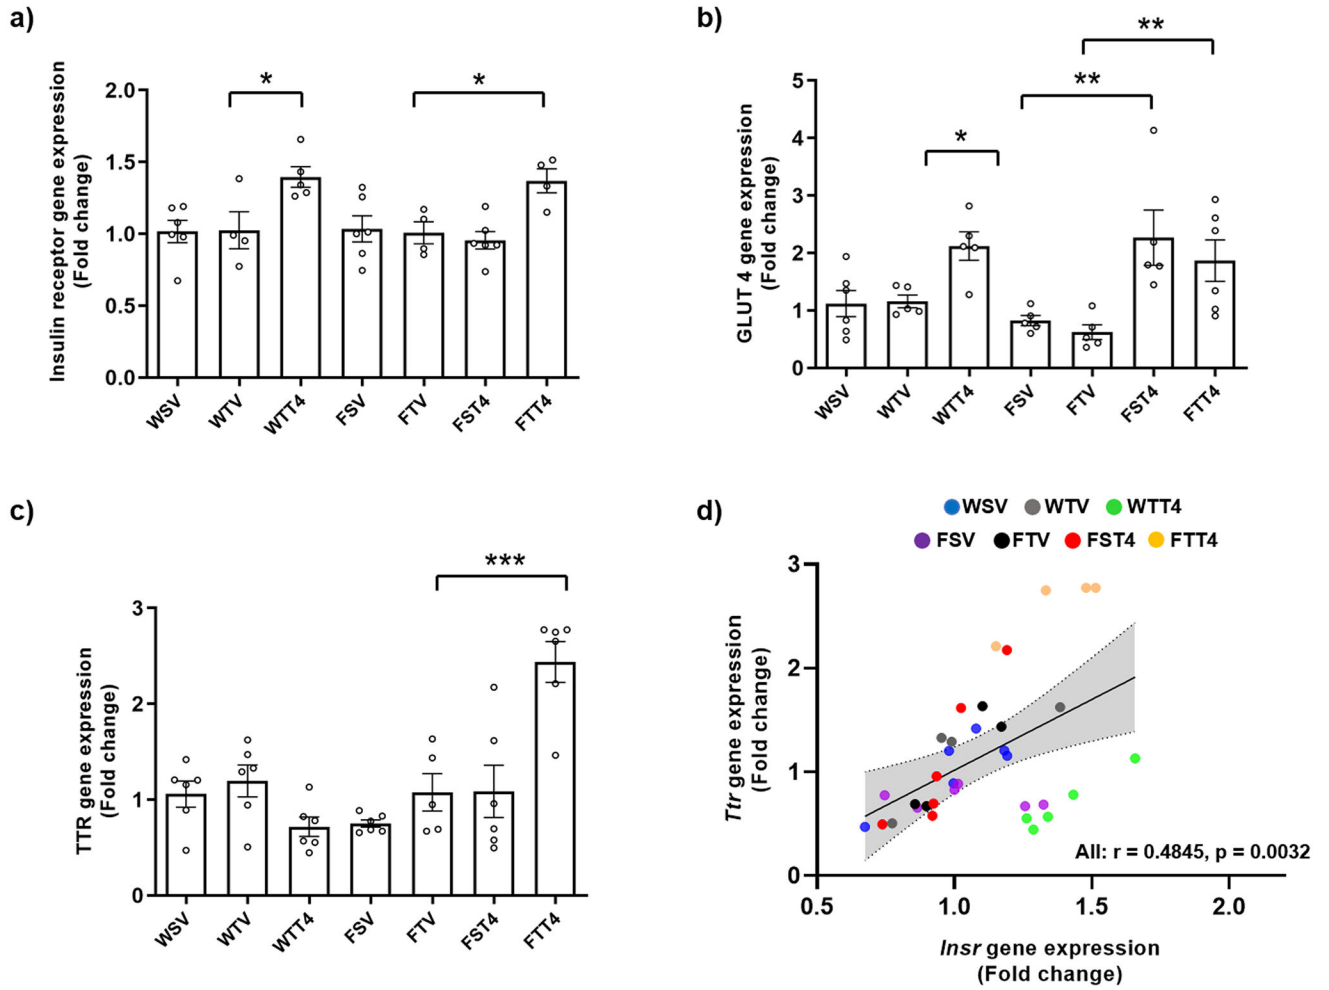 a)
Insulin receptor gene expression
(Fold change)
2.0
1.5
1.0
0.5
0.0
*
*
WSV
WTV
WTT4
FSV
FTV
FST4
FTT4
b)
GLUT 4 gene expression
(Fold change)
5
4
3
2
1
0
*
**
**
WSV
WTV
WTT4
FSV
FTV
FST4
FTT4
c)
TTR gene expression
(Fold change)
3
2
1
0
***
WSV
WTV
WTT4
FSV
FTV
FST4
FTT4
d)
WSV WTV WTT4
FSV FTV FST4 FTT4
Ttr gene expression
(Fold change)
3
2
1
0
All: r = 0.4845, p = 0.0032
0.5 1.0 1.5 2.0
Insr gene expression
(Fold change)